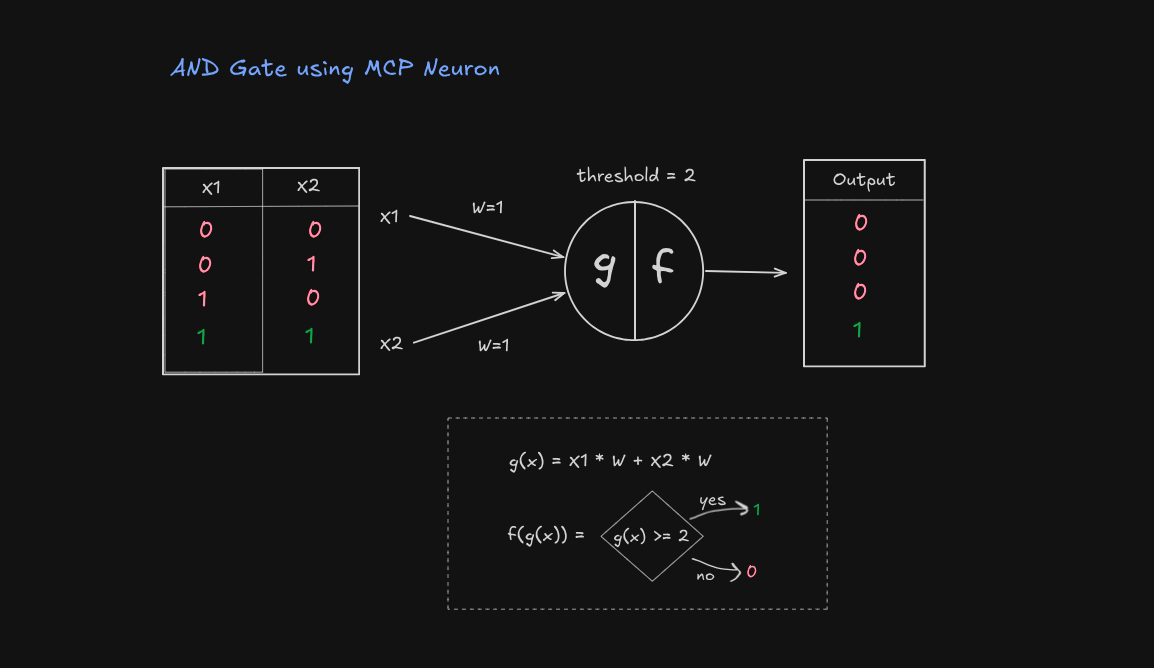 AND Gate using MCP Neuron
threshold = 2
x1 x2
0 0
0 1
1 0
1 1
x1
w=1
x2
w=1
g f
Output
0
0
0
1
g(x) = x1 * w + x2 * w
f(g(x)) =
g(x) >= 2
yes
1
no
0